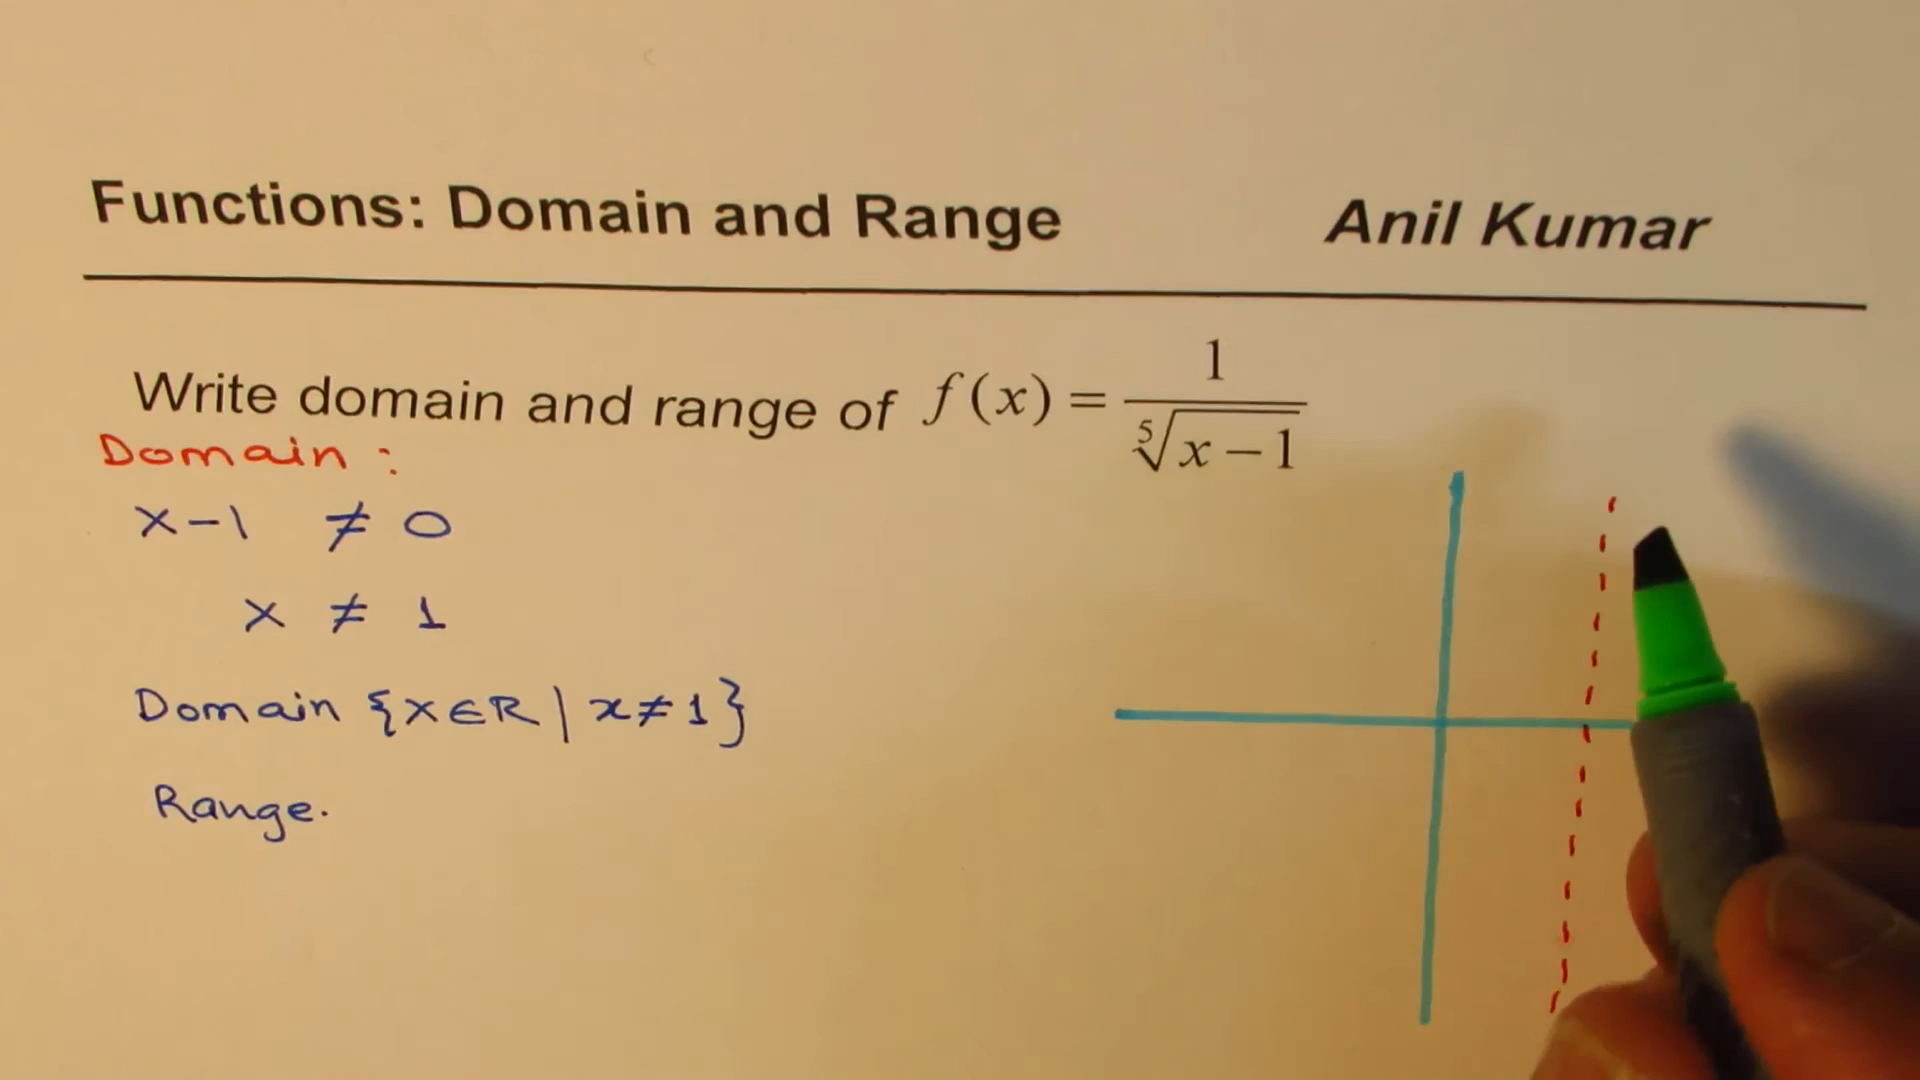 Functions: Domain and Range Anil Kumar
Write domain and range of f(x) = 1 / ⁵√(x − 1)
Domain :
x − 1 ≠ 0
x ≠ 1
Domain {x ∈ R | x ≠ 1}
Range.